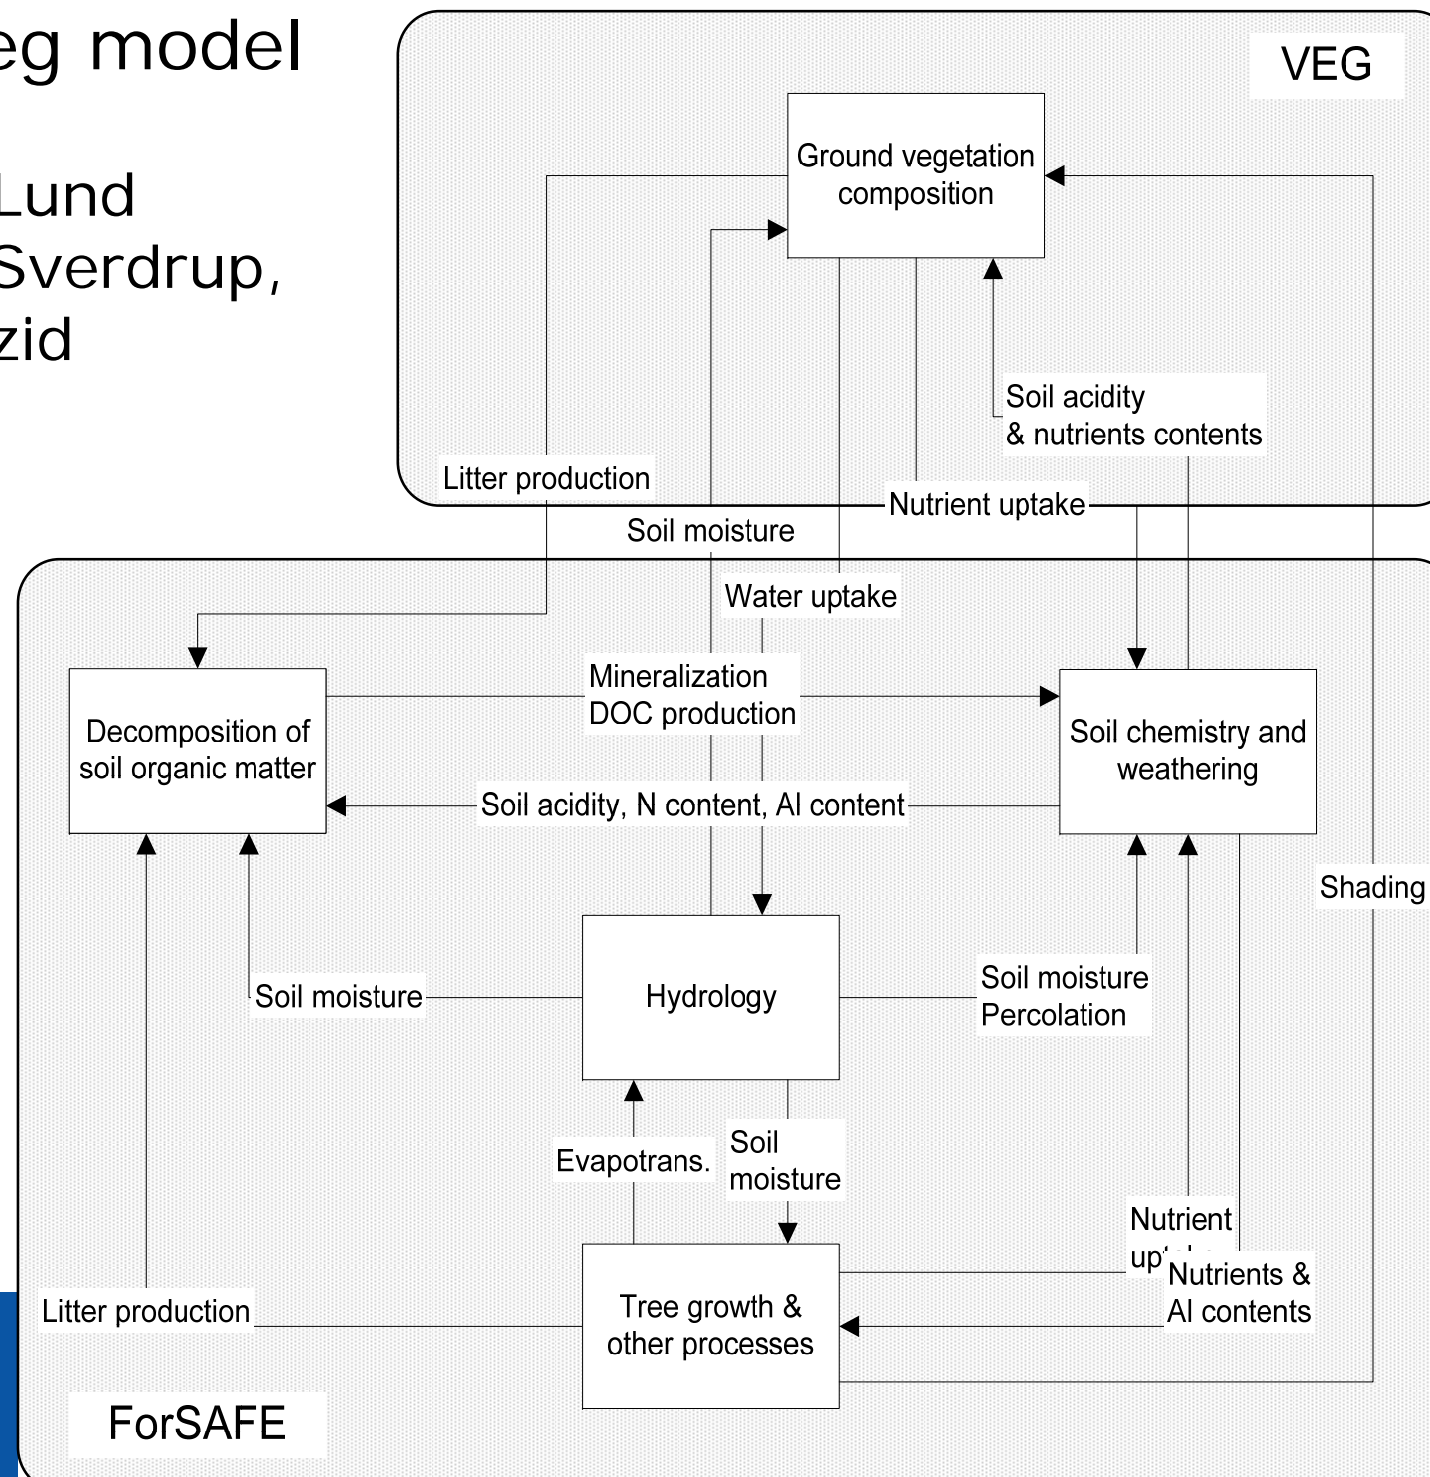 eg model
Lund
Sverdrup,
zid
VEG
Ground vegetation
composition
Soil acidity
& nutrients contents
Litter production
Nutrient uptake
Soil moisture
Water uptake
Mineralization
DOC production
Decomposition of
soil organic matter
Soil chemistry and
weathering
Soil acidity, N content, Al content
Shading
Soil moisture
Hydrology
Soil moisture
Percolation
Evapotrans.
Soil
moisture
Nutrient
Nutrients &
Al contents
Litter production
Tree growth &
other processes
ForSAFE